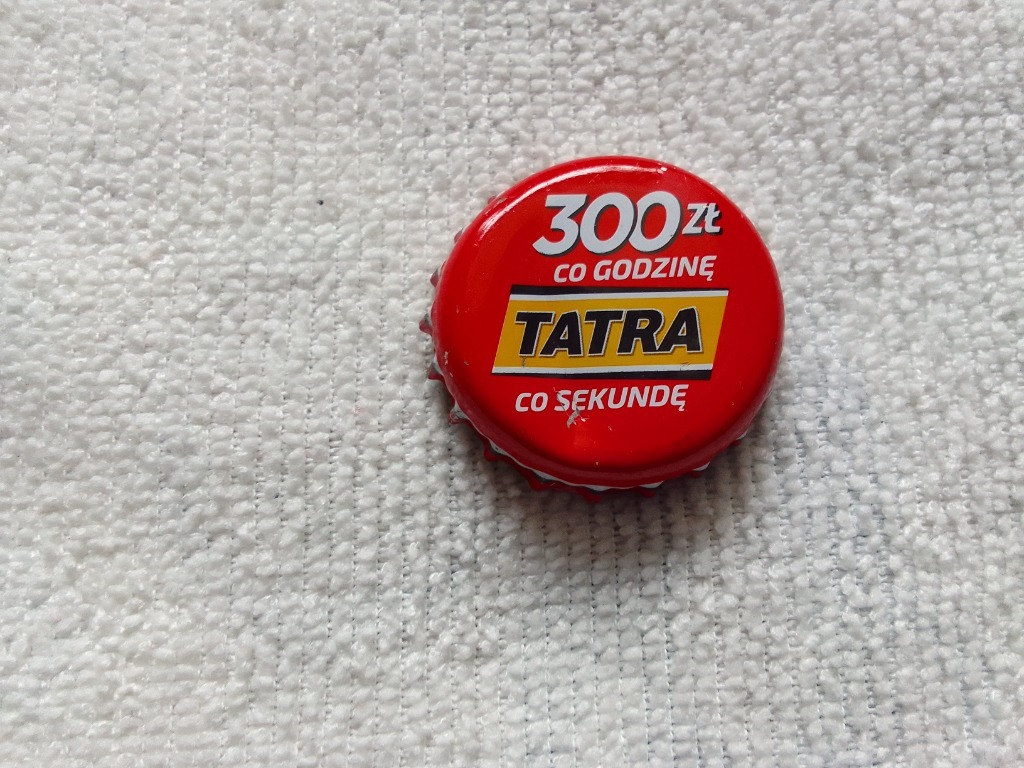 300 zł
CO GODZINĘ
TATRA
CO SEKUNDĘ